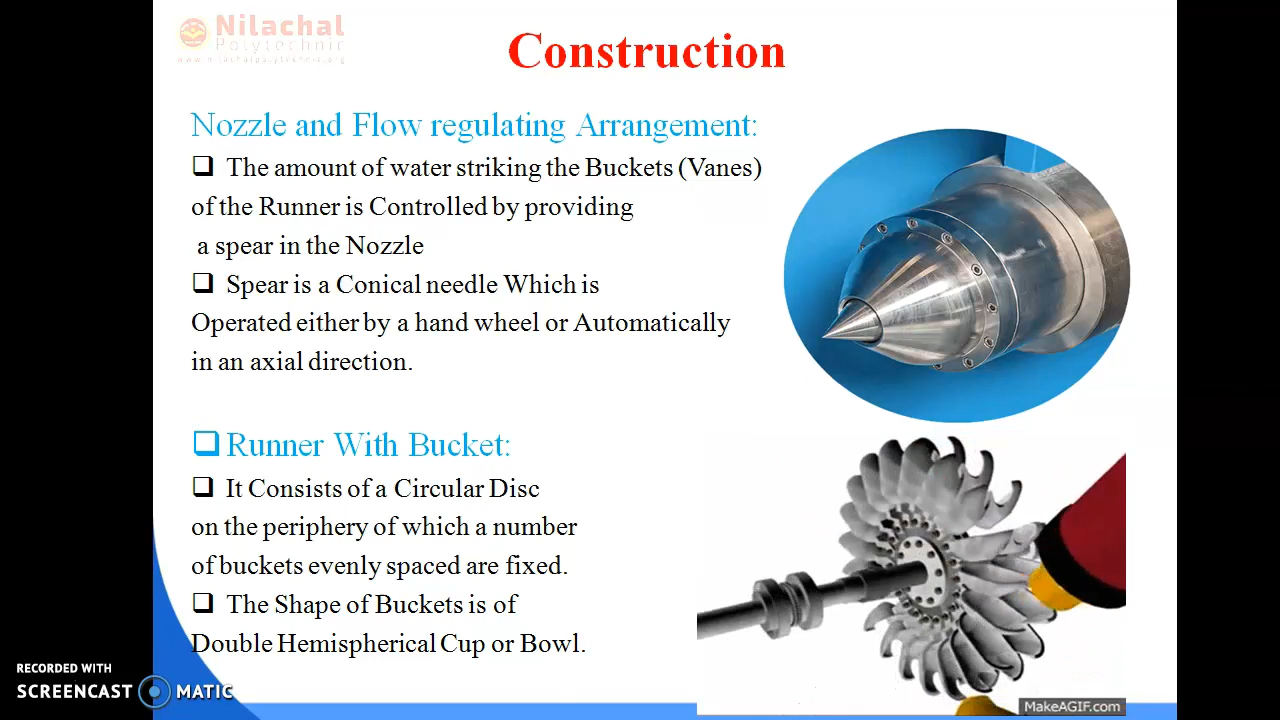 Nilachal
Polytechnic
www.nilachalpolytechnic.org
Construction
Nozzle and Flow regulating Arrangement:
The amount of water striking the Buckets (Vanes)
of the Runner is Controlled by providing
a spear in the Nozzle
Spear is a Conical needle Which is
Operated either by a hand wheel or Automatically
in an axial direction.
Runner With Bucket:
It Consists of a Circular Disc
on the periphery of which a number
of buckets evenly spaced are fixed.
The Shape of Buckets is of
Double Hemispherical Cup or Bowl.
RECORDED WITH
SCREENCAST MATIC
MakeAGIF.com